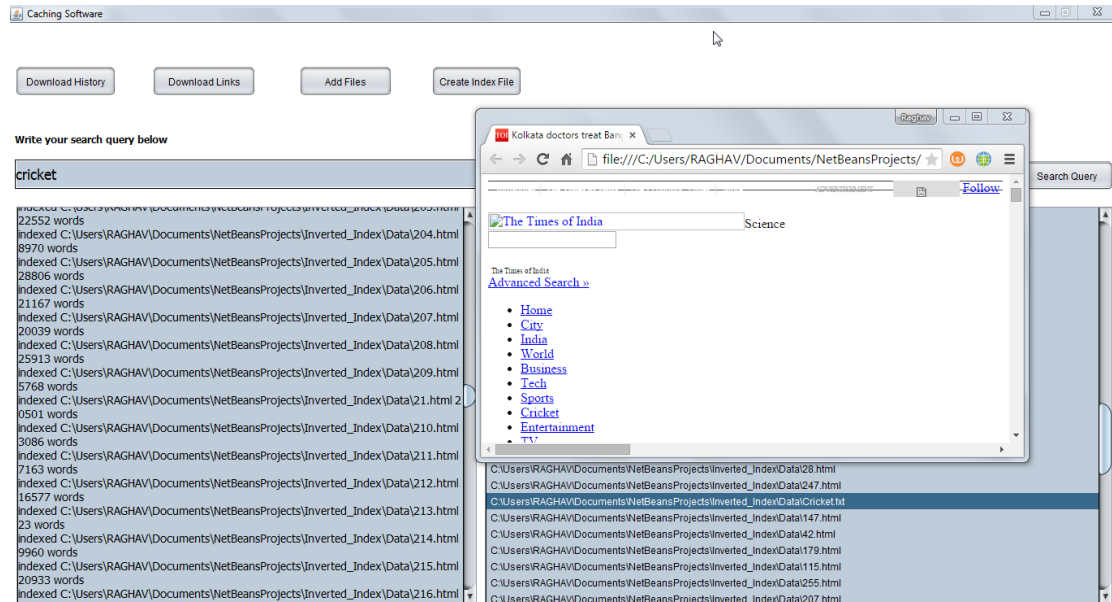 Caching Software
Download History
Download Links
Add Files
Create Index File
Write your search query below
cricket
Search Query
22552 words
indexed C:\Users\RAGHAV\Documents\NetBeansProjects\Inverted_Index\Data\204.html
8970 words
indexed C:\Users\RAGHAV\Documents\NetBeansProjects\Inverted_Index\Data\205.html
28806 words
indexed C:\Users\RAGHAV\Documents\NetBeansProjects\Inverted_Index\Data\206.html
21167 words
indexed C:\Users\RAGHAV\Documents\NetBeansProjects\Inverted_Index\Data\207.html
20039 words
indexed C:\Users\RAGHAV\Documents\NetBeansProjects\Inverted_Index\Data\208.html
25913 words
indexed C:\Users\RAGHAV\Documents\NetBeansProjects\Inverted_Index\Data\209.html
5768 words
indexed C:\Users\RAGHAV\Documents\NetBeansProjects\Inverted_Index\Data\21.html 2
0501 words
indexed C:\Users\RAGHAV\Documents\NetBeansProjects\Inverted_Index\Data\210.html
3086 words
indexed C:\Users\RAGHAV\Documents\NetBeansProjects\Inverted_Index\Data\211.html
7163 words
indexed C:\Users\RAGHAV\Documents\NetBeansProjects\Inverted_Index\Data\212.html
16577 words
indexed C:\Users\RAGHAV\Documents\NetBeansProjects\Inverted_Index\Data\213.html
23 words
indexed C:\Users\RAGHAV\Documents\NetBeansProjects\Inverted_Index\Data\214.html
9960 words
indexed C:\Users\RAGHAV\Documents\NetBeansProjects\Inverted_Index\Data\215.html
20933 words
indexed C:\Users\RAGHAV\Documents\NetBeansProjects\Inverted_Index\Data\216.html
Raghav
TOI Kolkata doctors treat Bang
file:///C:/Users/RAGHAV/Documents/NetBeansProjects/
ADVERTISEMENT
Follow
The Times of India Science
The Times of India
Advanced Search »
Home
City
India
World
Business
Tech
Sports
Cricket
Entertainment
TV
C:\Users\RAGHAV\Documents\NetBeansProjects\Inverted_Index\Data\28.html
C:\Users\RAGHAV\Documents\NetBeansProjects\Inverted_Index\Data\247.html
C:\Users\RAGHAV\Documents\NetBeansProjects\Inverted_Index\Data\Cricket.txt
C:\Users\RAGHAV\Documents\NetBeansProjects\Inverted_Index\Data\147.html
C:\Users\RAGHAV\Documents\NetBeansProjects\Inverted_Index\Data\42.html
C:\Users\RAGHAV\Documents\NetBeansProjects\Inverted_Index\Data\179.html
C:\Users\RAGHAV\Documents\NetBeansProjects\Inverted_Index\Data\115.html
C:\Users\RAGHAV\Documents\NetBeansProjects\Inverted_Index\Data\255.html
C:\Users\RAGHAV\Documents\NetBeansProjects\Inverted_Index\Data\207.html